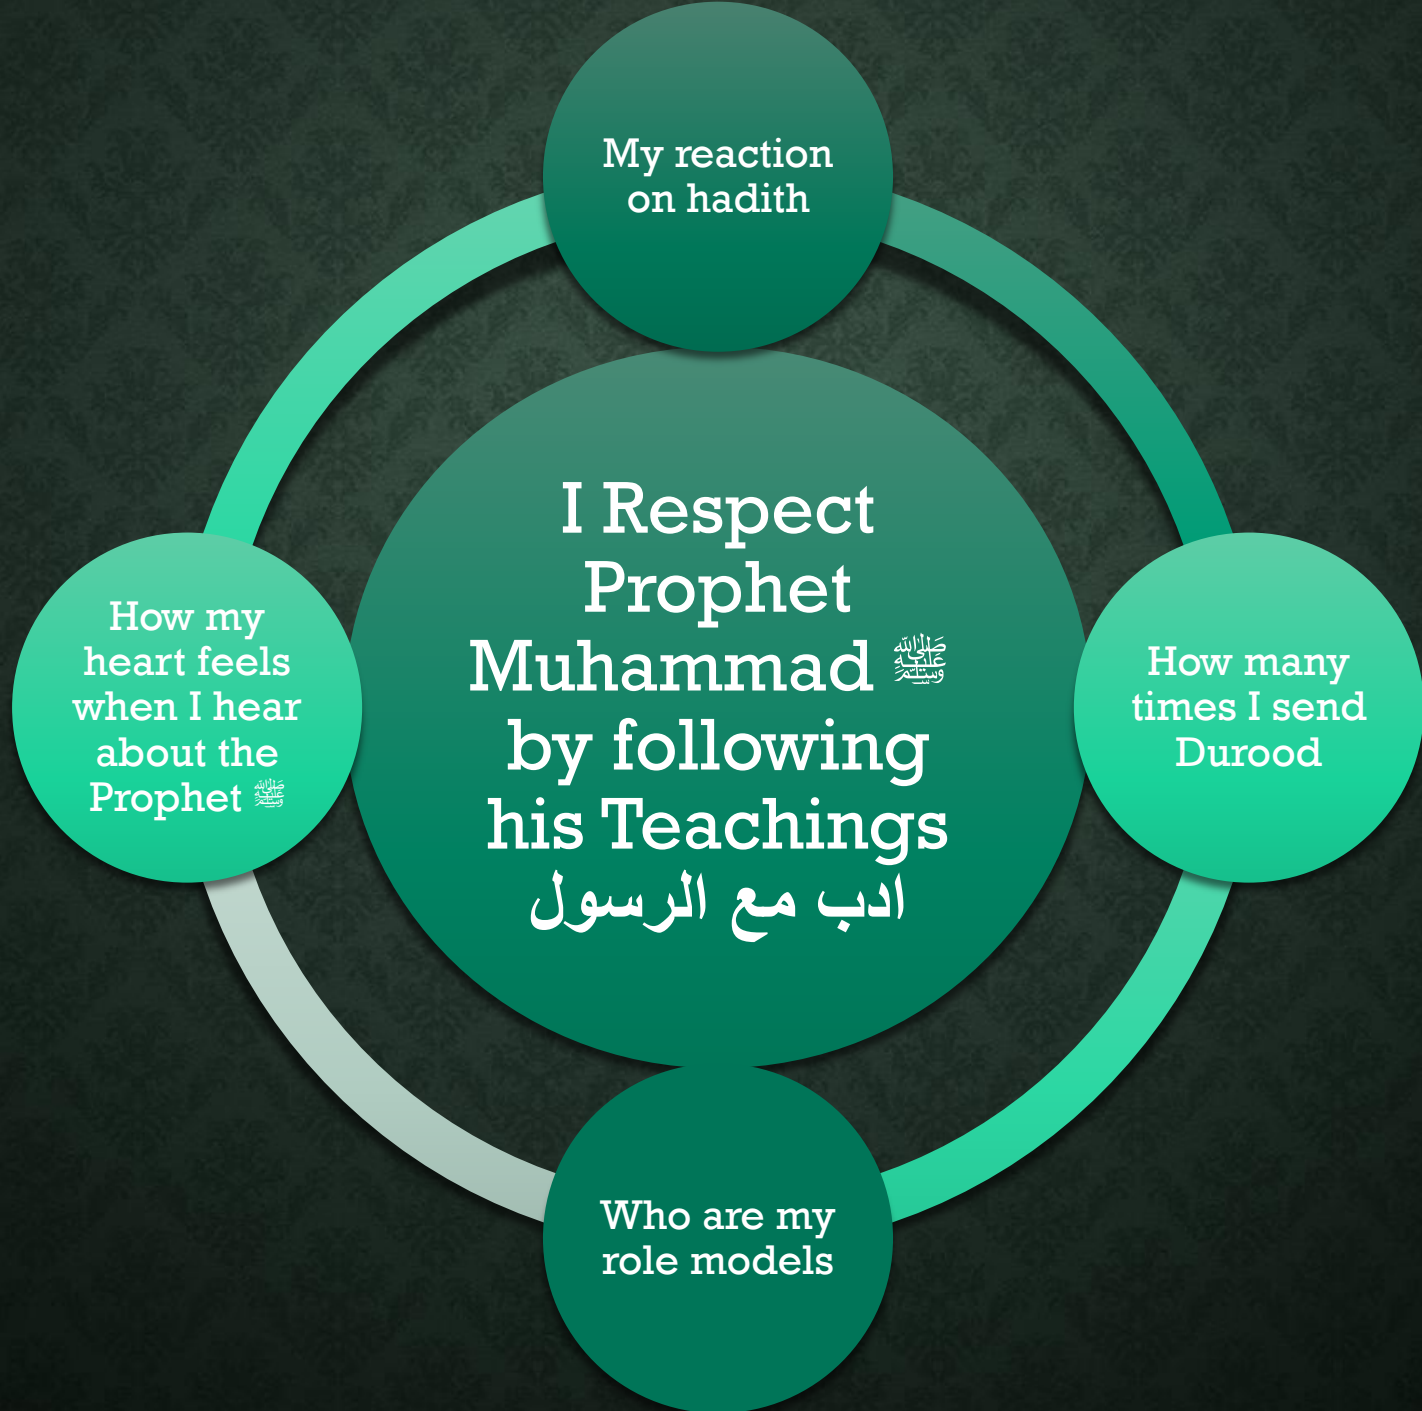 My reaction
on hadith
I Respect
Prophet
Muhammad ﷺ
by following
his Teachings
ادب مع الرسول
How many
times I send
Durood
Who are my
role models
How my
heart feels
when I hear
about the
Prophet ﷺ